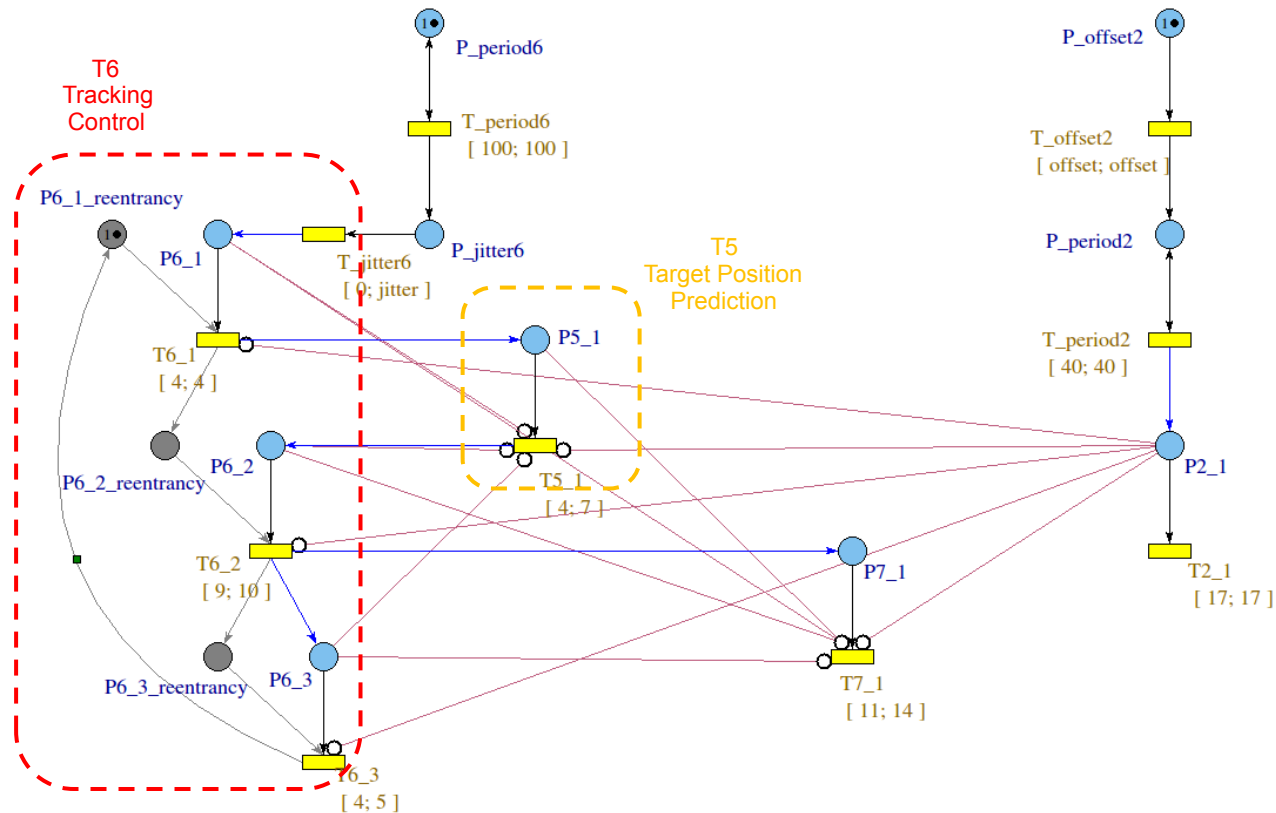 1
P_period6
1
P_offset2
T6
Tracking
Control
T_period6
[ 100; 100 ]
T_offset2
[ offset; offset ]
P6_1_reentrancy
1
P6_1
T_jitter6
[ 0; jitter ]
P_jitter6
T5
Target Position
Prediction
P_period2
T6_1
[ 4; 4 ]
P5_1
T_period2
[ 40; 40 ]
P6_2_reentrancy
P6_2
T5_1
[ 4; 7 ]
P2_1
T6_2
[ 9; 10 ]
P7_1
T2_1
[ 17; 17 ]
P6_3_reentrancy
P6_3
T7_1
[ 11; 14 ]
T6_3
[ 4; 5 ]